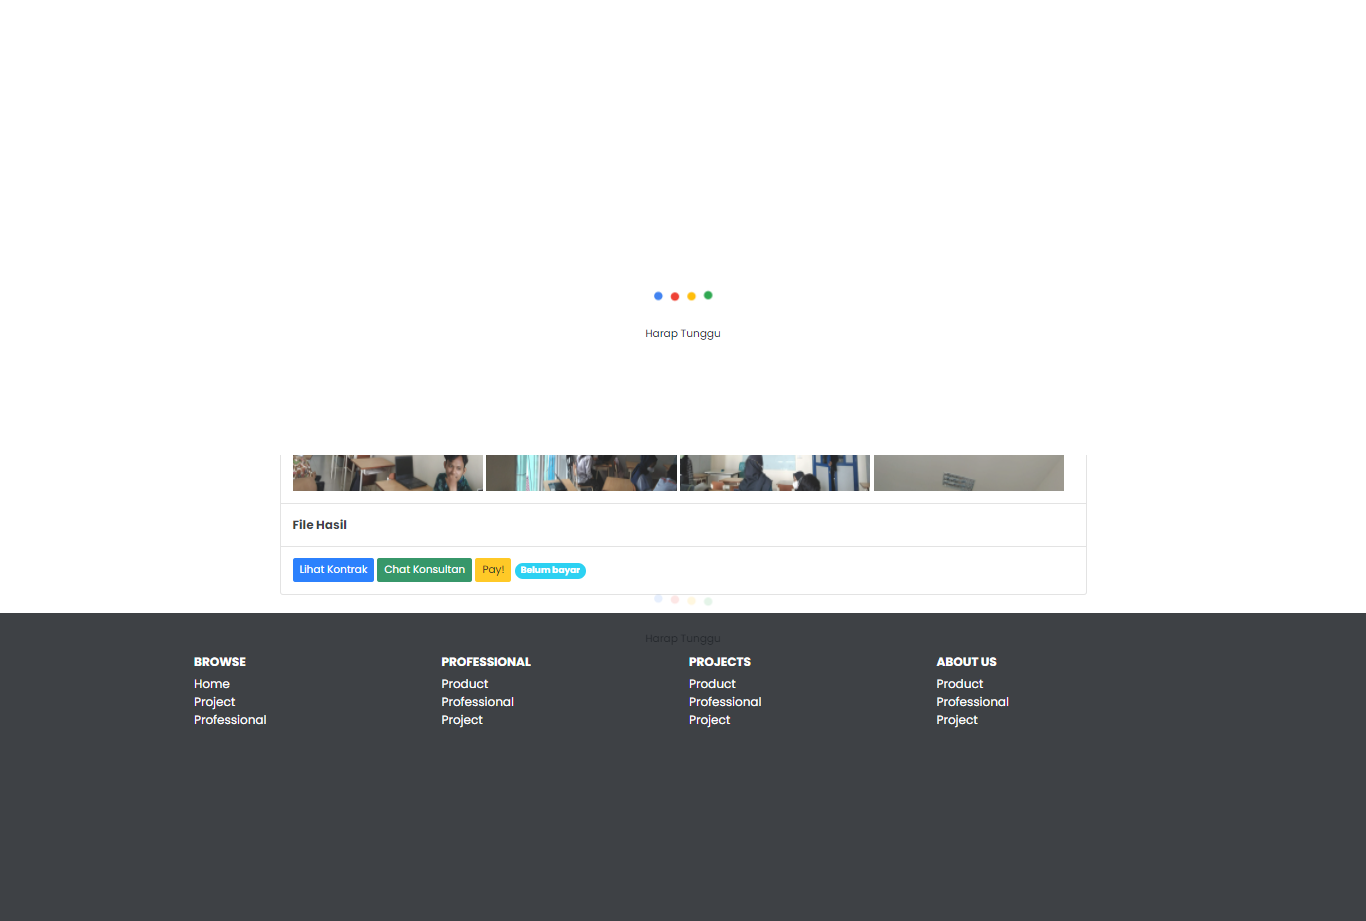 Harap Tunggu
File Hasil
Lihat Kontrak Chat Konsultan Pay! Belum bayar
Harap Tunggu
BROWSE
Home
Project
Professional
PROFESSIONAL
Product
Professional
Project
PROJECTS
Product
Professional
Project
ABOUT US
Product
Professional
Project